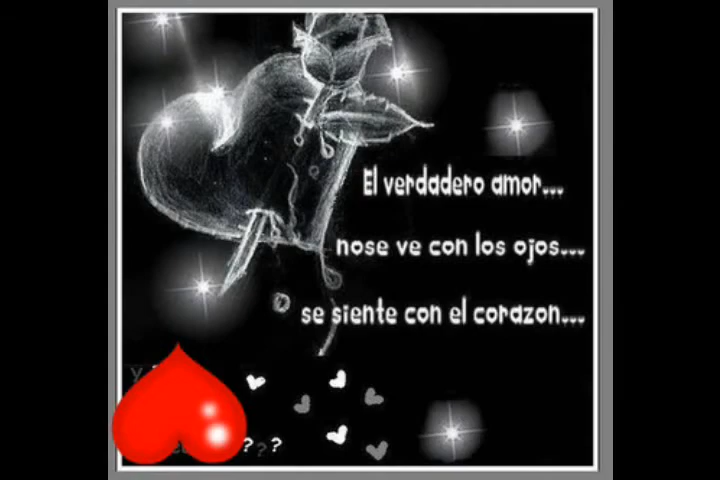 El verdadero amor...
nose ve con los ojos...
se siente con el corazon...
???